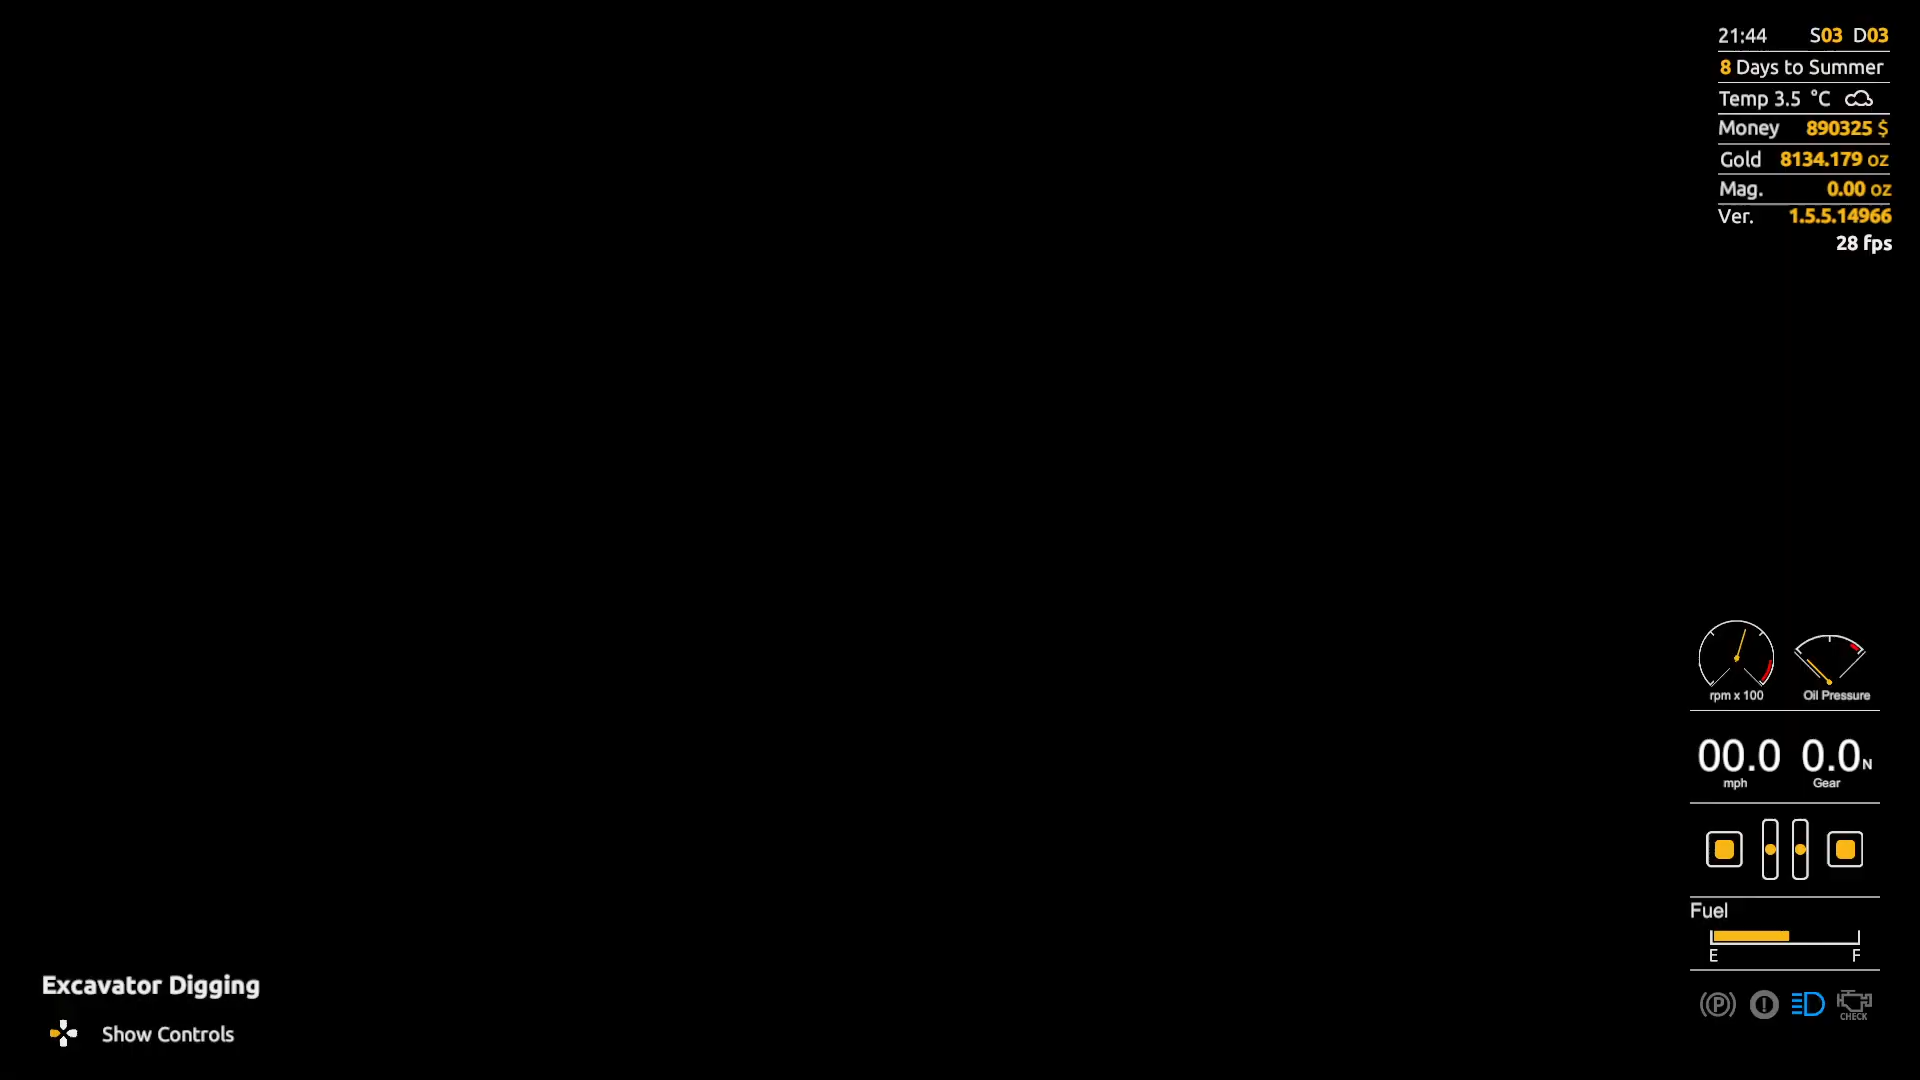 21:44 S03 D03
8 Days to Summer
Temp 3.5 °C
Money 890325 $
Gold 8134.179 oz
Mag. 0.00 oz
Ver. 1.5.5.14966
28 fps
rpm x 100 Oil Pressure
00.0 0.0 N
mph Gear
Fuel
E F
Excavator Digging
Show Controls
(P) ! CHECK